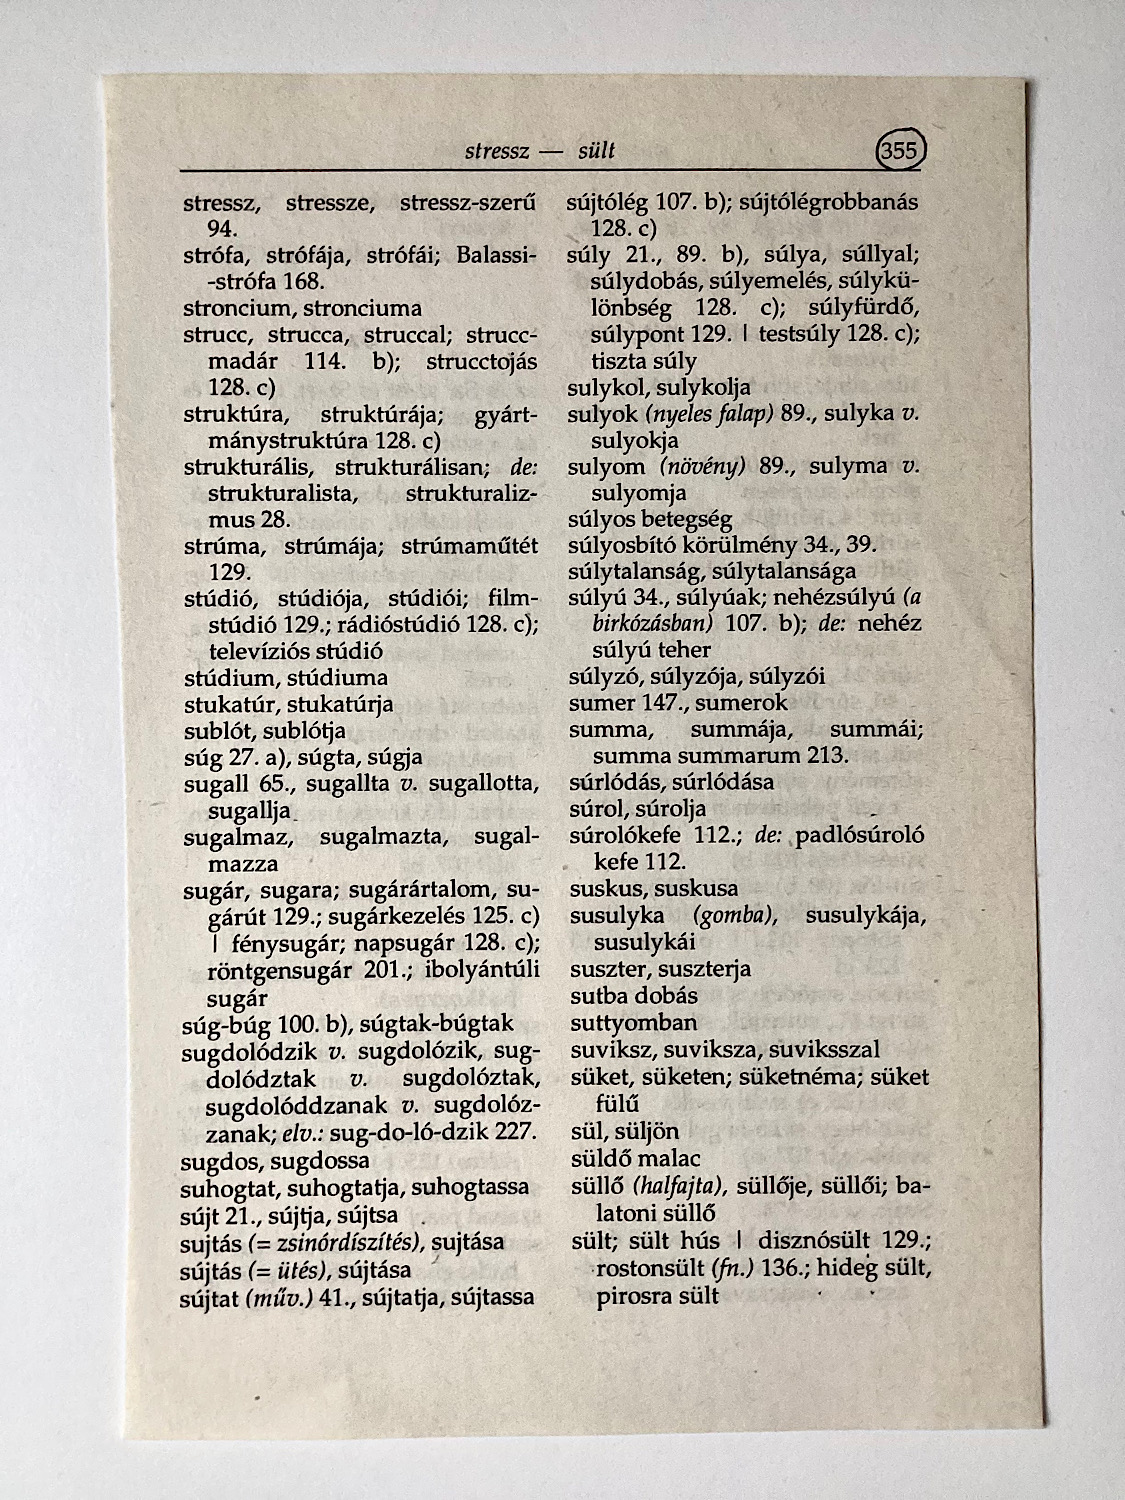 stressz — sült
355
stressz, stressze, stressz-szerű
94.
strófa, strófája, strófái; Balassi-
-strófa 168.
stroncium, stronciuma
strucc, strucca, struccal; strucc-
madár 114. b); strucctojás
128. c)
struktúra, struktúrája; gyárt-
mánystruktúra 128. c)
strukturális, strukturálisan; de:
strukturalista, strukturaliz-
mus 28.
strúma, strúmája; strúmaműtét
129.
stúdió, stúdiója, stúdiói; film-
stúdió 129.; rádióstúdió 128. c);
televíziós stúdió
stúdium, stúdiuma
stukatúr, stukatúrja
sublót, sublótja
súg 27. a), súgta, súgja
sugall 65., sugallta v. sugallotta,
sugallja
sugalmaz, sugalmazta, sugal-
mazza
sugár, sugara; sugárártalom, su-
gárút 129.; sugárkezelés 125. c)
| fénysugár; napsugár 128. c);
röntgensugár 201.; ibolyántúli
sugár
súg-búg 100. b), súgtak-búgtak
sugdolódzik v. sugdolózik, sug-
dolództak v. sugdolóztak,
sugdolóddzanak v. sugdolóz-
zanak; elv.: sug-do-ló-dzik 227.
sugdos, sugdossa
suhogtat, suhogtatja, suhogtassa
sújt 21., sújtja, sújtsa
sujtás (= zsinórdíszítés), sujtása
sújtás (= ütés), sújtása
sújtat (műv.) 41., sújtatja, sújtassa
sújtólég 107. b); sújtólégrobbanás
128. c)
súly 21., 89. b), súlya, súllyal;
súlydobás, súlyemelés, súlykü-
lönbség 128. c); súlyfürdő,
súlypont 129. | testsúly 128. c);
tiszta súly
sulykol, sulykolja
sulyok (nyeles falap) 89., sulyka v.
sulyokja
sulyom (növény) 89., sulyma v.
sulyomja
súlyos betegség
súlyosbító körülmény 34., 39.
súlytalanság, súlytalansága
súlyú 34., súlyúak; nehézsúlyú (a
birkózásban) 107. b); de: nehéz
súlyú teher
súlyzó, súlyzója, súlyzói
sumer 147., sumerok
summa, summája, summái;
summa summarum 213.
súrlódás, súrlódása
súrol, súrolja
súrolókefe 112.; de: padlósúroló
kefe 112.
suskus, suskusa
susulyka (gomba), susulykája,
susulykái
suszter, suszterja
sutba dobás
suttyomban
suviksz, suviksza, suviksszal
süket, süketen; süketnéma; süket
fülű
sül, süljön
süldő malac
süllő (halfajta), süllője, süllői; ba-
latoni süllő
sült; sült hús | disznósült 129.;
rostonsült (fn.) 136.; hideg sült,
pirosra sült